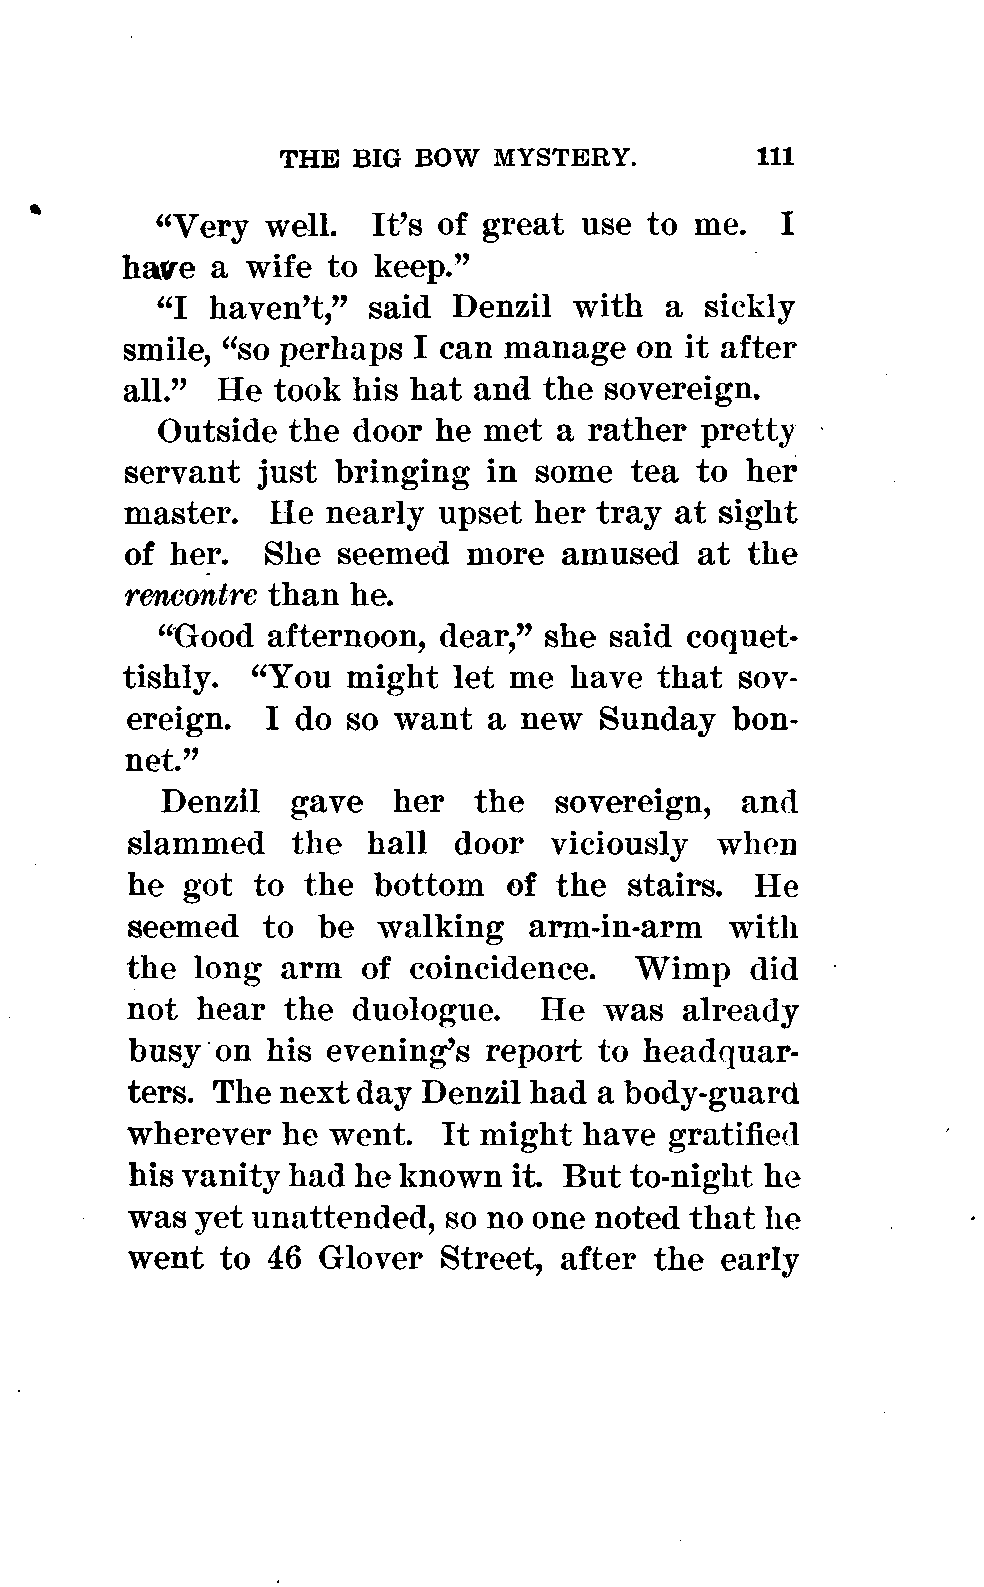 THE BIG BOW MYSTERY. 111
“Very well. It’s of great use to me. I
have a wife to keep.”
“I haven’t,” said Denzil with a sickly
smile, “so perhaps I can manage on it after
all.” He took his hat and the sovereign.
Outside the door he met a rather pretty
servant just bringing in some tea to her
master. He nearly upset her tray at sight
of her. She seemed more amused at the
rencontre than he.
“Good afternoon, dear,” she said coquet-
tishly. “You might let me have that sov-
ereign. I do so want a new Sunday bon-
net.”
Denzil gave her the sovereign, and
slammed the hall door viciously when
he got to the bottom of the stairs. He
seemed to be walking arm-in-arm with
the long arm of coincidence. Wimp did
not hear the duologue. He was already
busy on his evening’s report to headquar-
ters. The next day Denzil had a body-guard
wherever he went. It might have gratified
his vanity had he known it. But to-night he
was yet unattended, so no one noted that he
went to 46 Glover Street, after the early